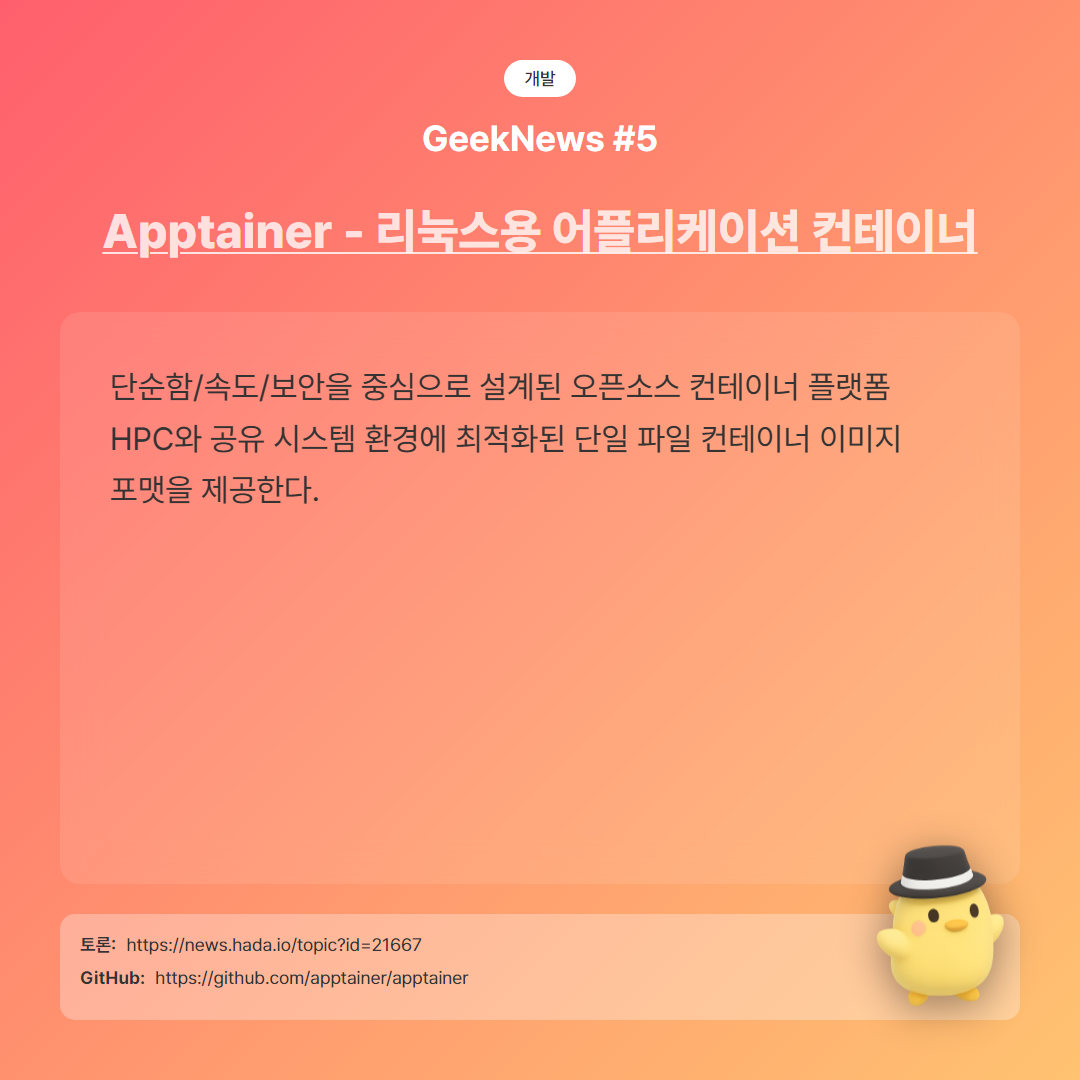 개발
GeekNews #5
Apptainer - 리눅스용 어플리케이션 컨테이너
단순함/속도/보안을 중심으로 설계된 오픈소스 컨테이너 플랫폼
HPC와 공유 시스템 환경에 최적화된 단일 파일 컨테이너 이미지
포맷을 제공한다.
토론: https://news.hada.io/topic?id=21667
GitHub: https://github.com/apptainer/apptainer